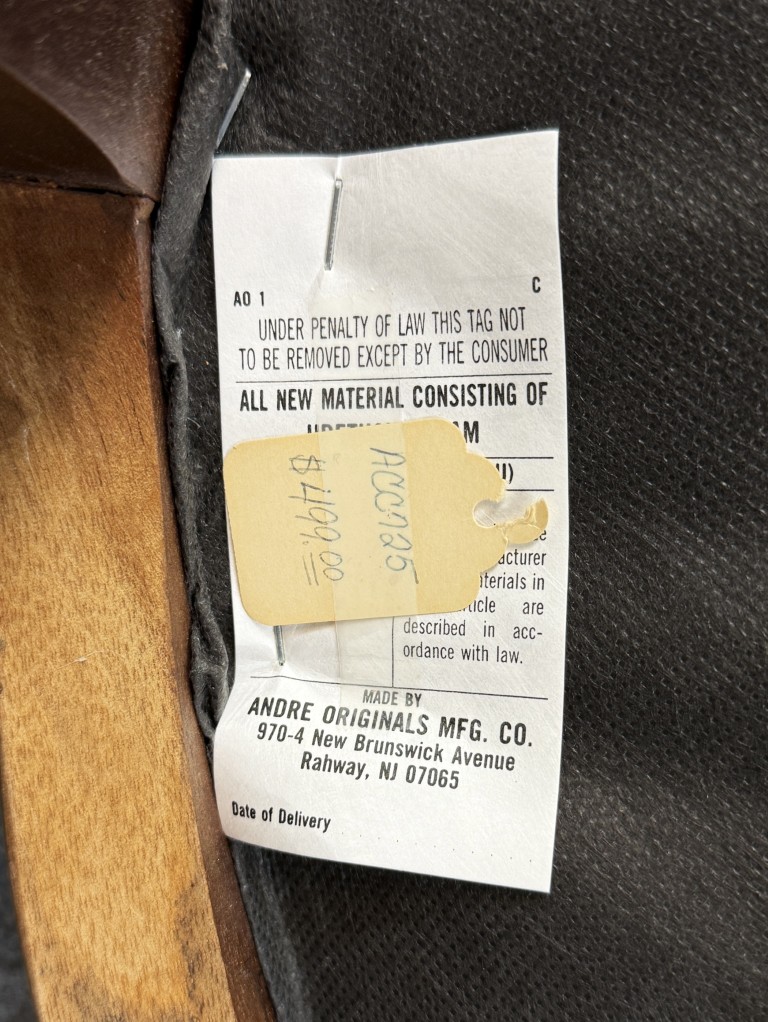 AO 1 C
UNDER PENALTY OF LAW THIS TAG NOT
TO BE REMOVED EXCEPT BY THE CONSUMER
ALL NEW MATERIAL CONSISTING OF
ACC725
$499.00
are
described in acc-
ordance with law.
MADE BY
ANDRE ORIGINALS MFG. CO.
970-4 New Brunswick Avenue
Rahway, NJ 07065
Date of Delivery